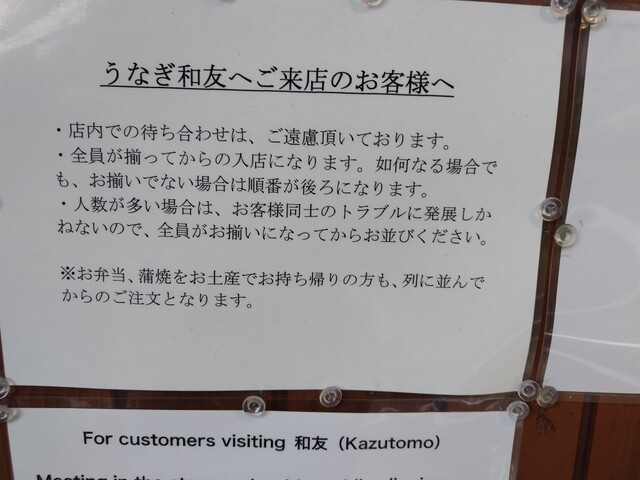 うなぎ和友へご来店のお客様へ
・店内での待ち合わせは、ご遠慮頂いております。
・全員が揃ってからの入店になります。如何なる場合で
も、お揃いでない場合は順番が後ろになります。
・人数が多い場合は、お客様同士のトラブルに発展しか
ねないので、全員がお揃いになってからお並びください。
※お弁当、蒲焼をお土産でお持ち帰りの方も、列に並んで
からのご注文となります。
For customers visiting 和友 (Kazutomo)
Meeting in the